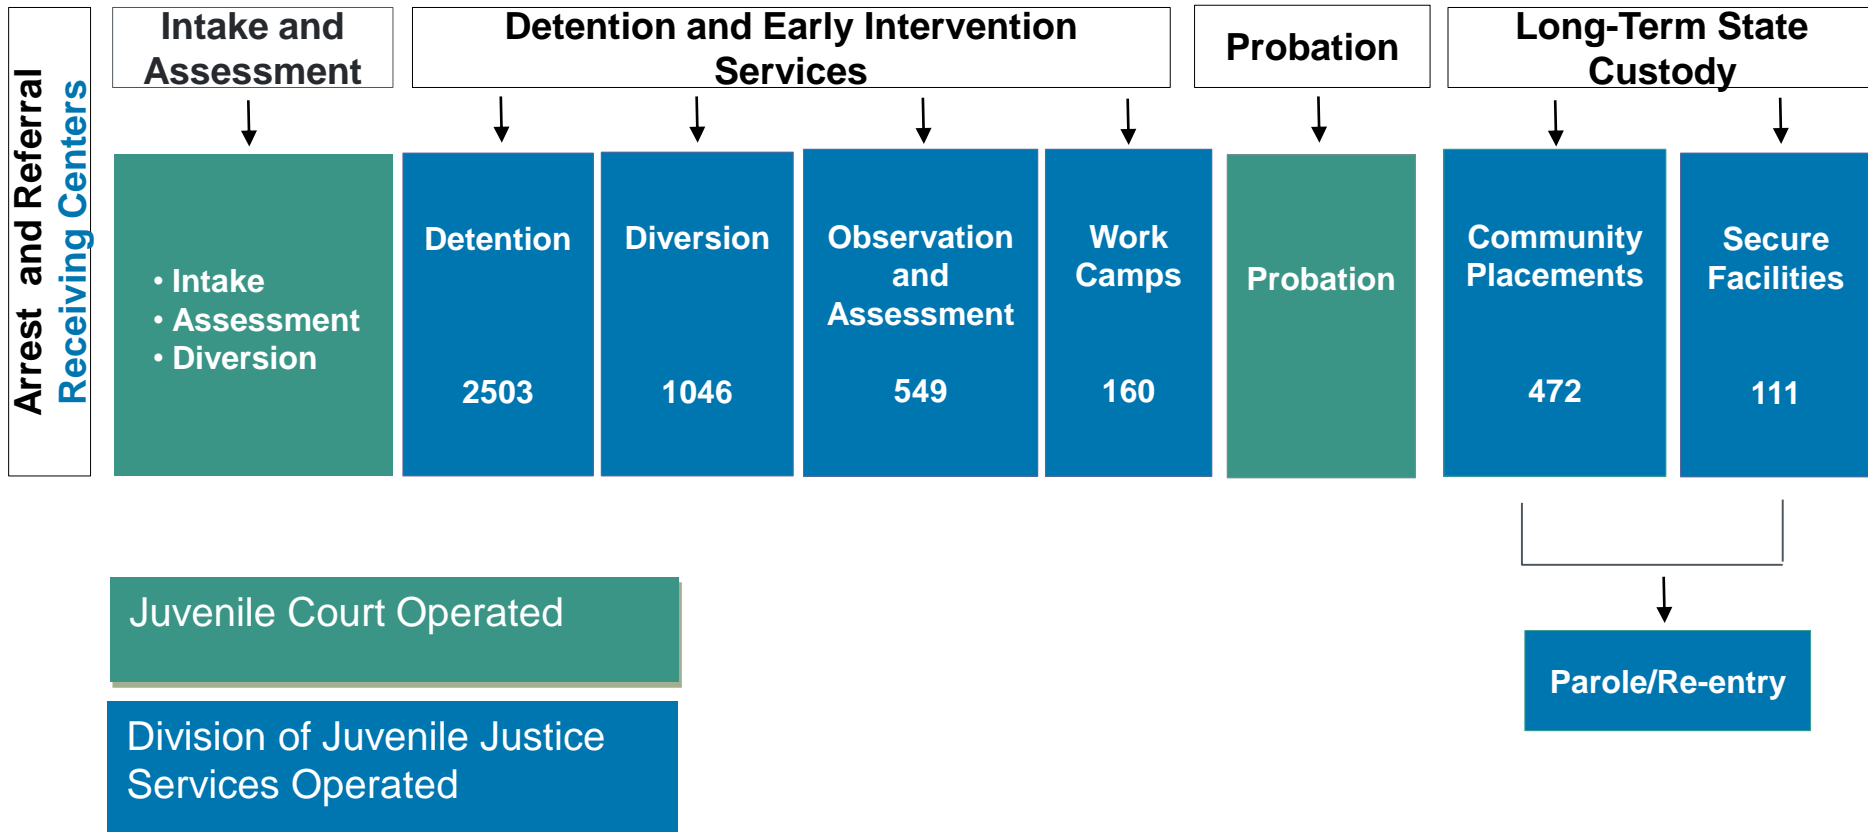 Arrest and Referral
Receiving Centers
Intake and
Assessment
Detention and Early Intervention
Services
Probation
Long-Term State
Custody
• Intake
• Assessment
• Diversion
Detention
2503
Diversion
1046
Observation
and
Assessment
549
Work
Camps
160
Probation
Community
Placements
472
Secure
Facilities
111
Juvenile Court Operated
Division of Juvenile Justice
Services Operated
Parole/Re-entry